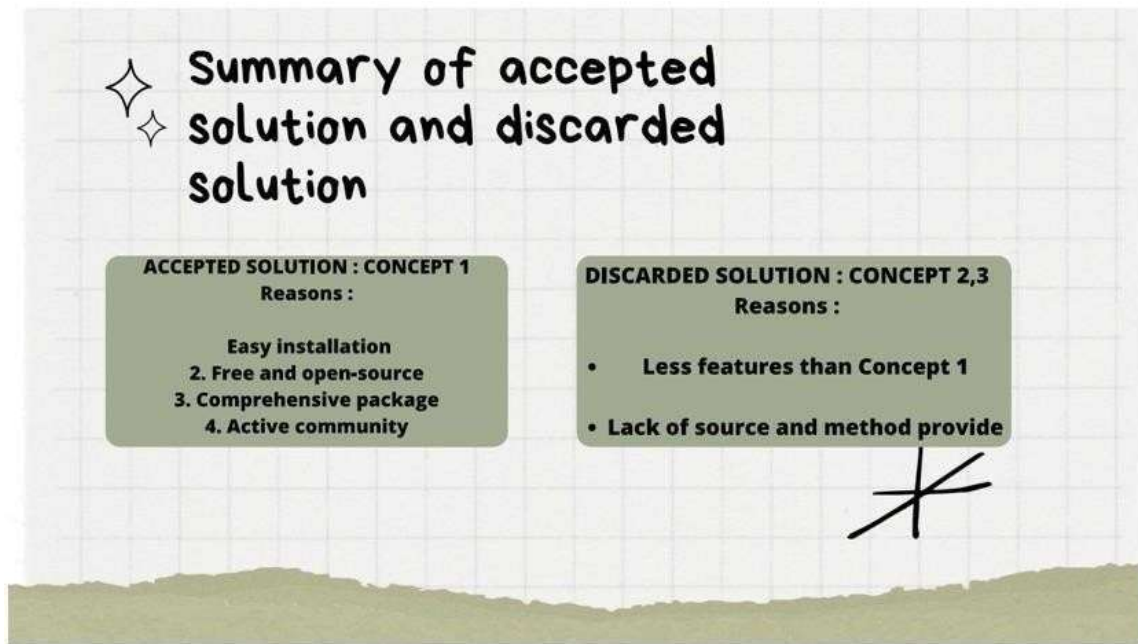 Summary of accepted
solution and discarded
solution
ACCEPTED SOLUTION : CONCEPT 1
Reasons :
Easy installation
2. Free and open-source
3. Comprehensive package
4. Active community
DISCARDED SOLUTION : CONCEPT 2,3
Reasons :
• Less features than Concept 1
• Lack of source and method provide